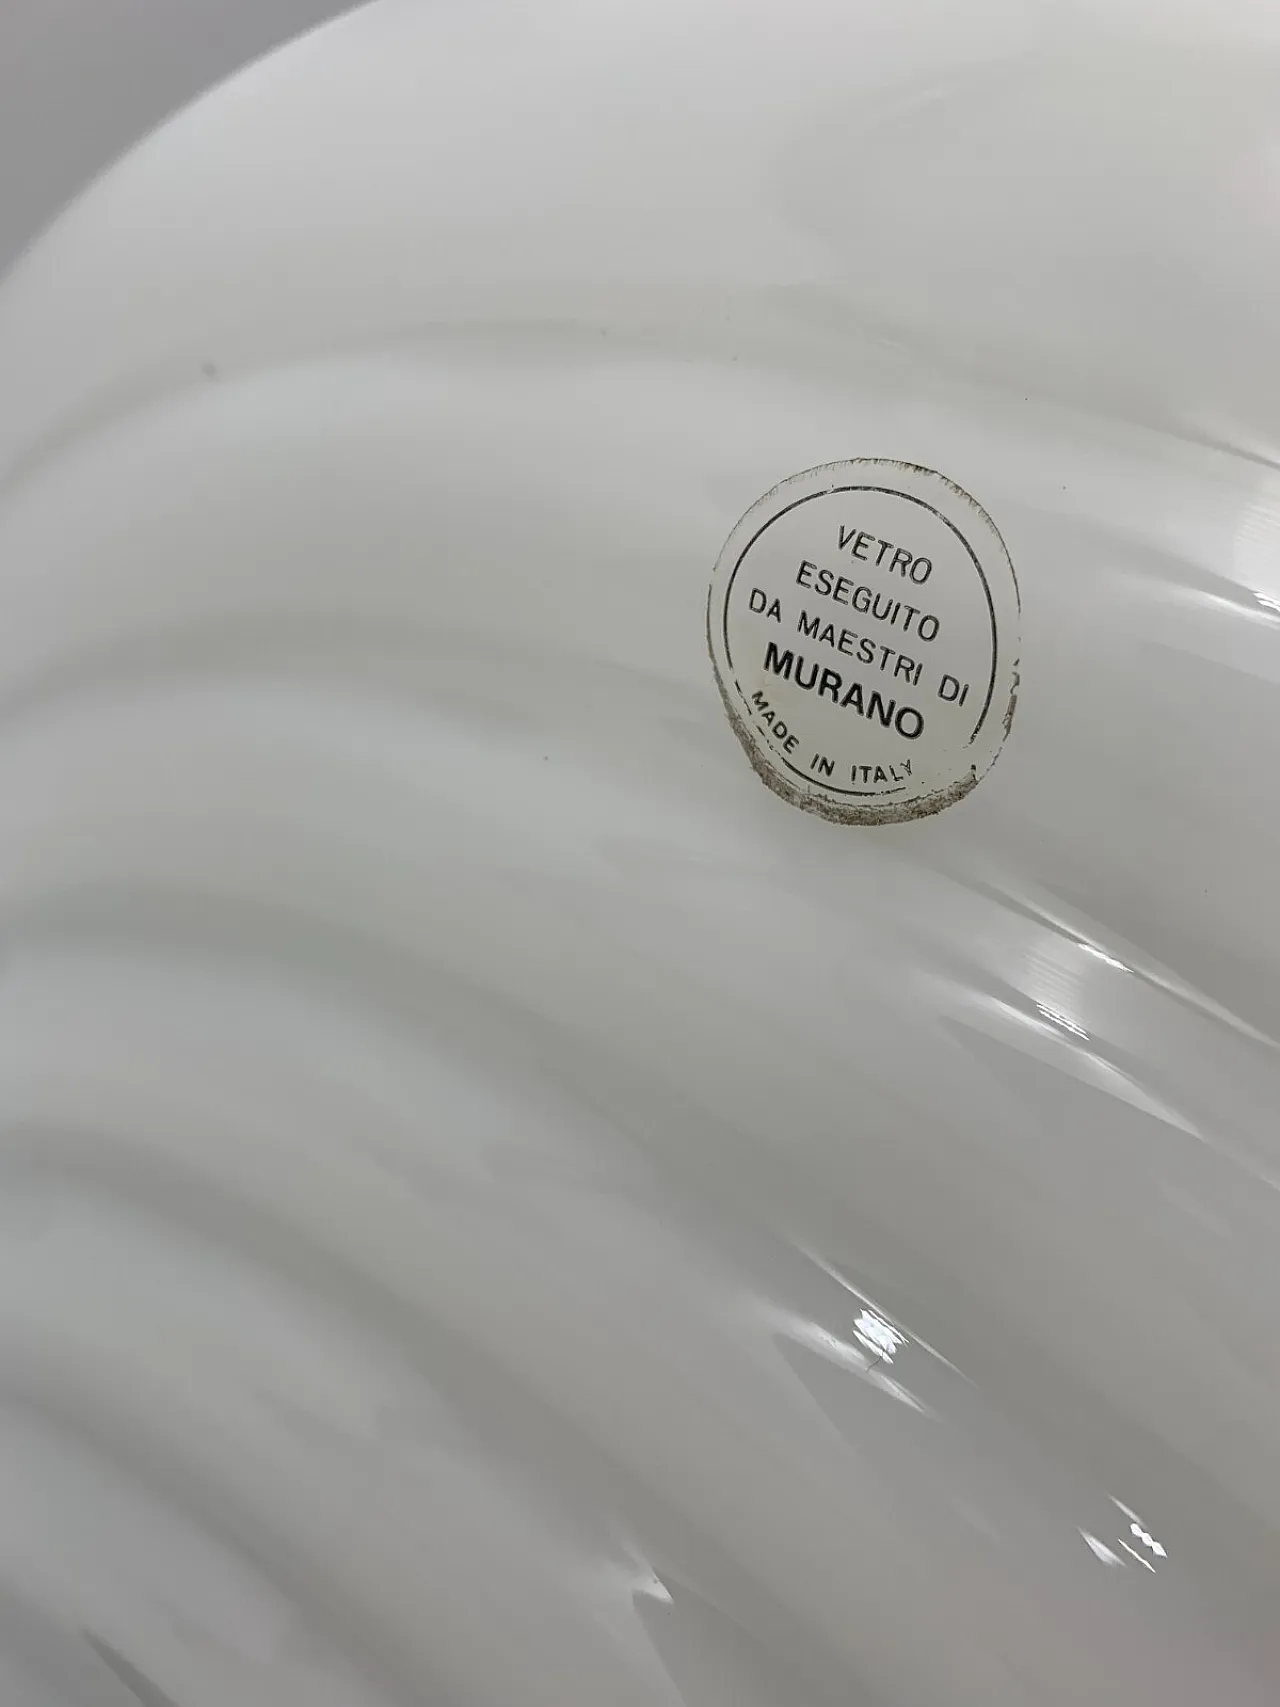 VETRO
ESEGUITO
DA MAESTRI DI
MURANO
MADE IN ITALY